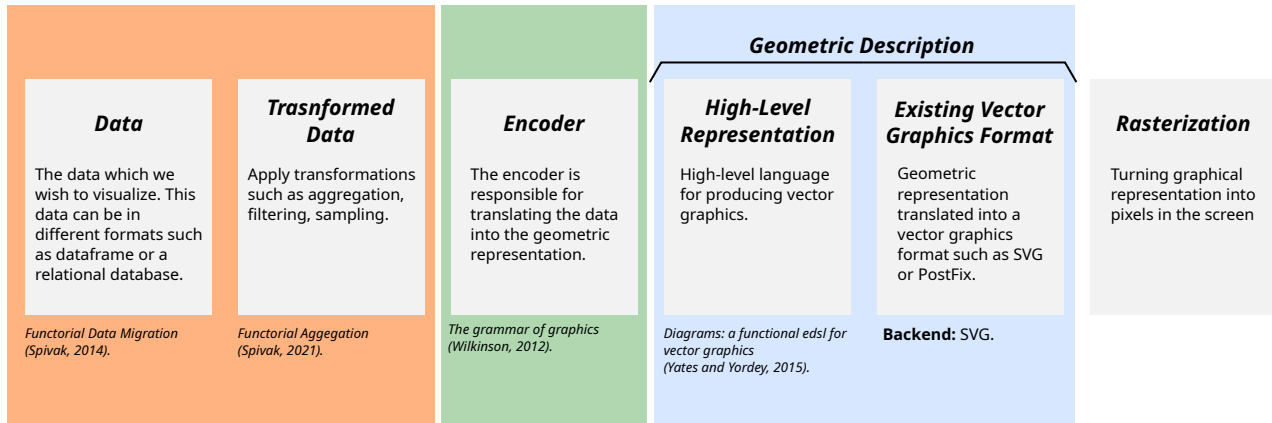 Geometric Description
Data
The data which we
wish to visualize. This
data can be in
different formats such
as dataframe or a
relational database.
Functorial Data Migration
(Spivak, 2014).
Trasnformed
Data
Apply transformations
such as aggregation,
filtering, sampling.
Functorial Aggegation
(Spivak, 2021).
Encoder
The encoder is
responsible for
translating the data
into the geometric
representation.
The grammar of graphics
(Wilkinson, 2012).
High-Level
Representation
High-level language
for producing vector
graphics.
Diagrams: a functional edsl for
vector graphics
(Yates and Yordey, 2015).
Existing Vector
Graphics Format
Geometric
representation
translated into a
vector graphics
format such as SVG
or PostFix.
Backend: SVG.
Rasterization
Turning graphical
representation into
pixels in the screen